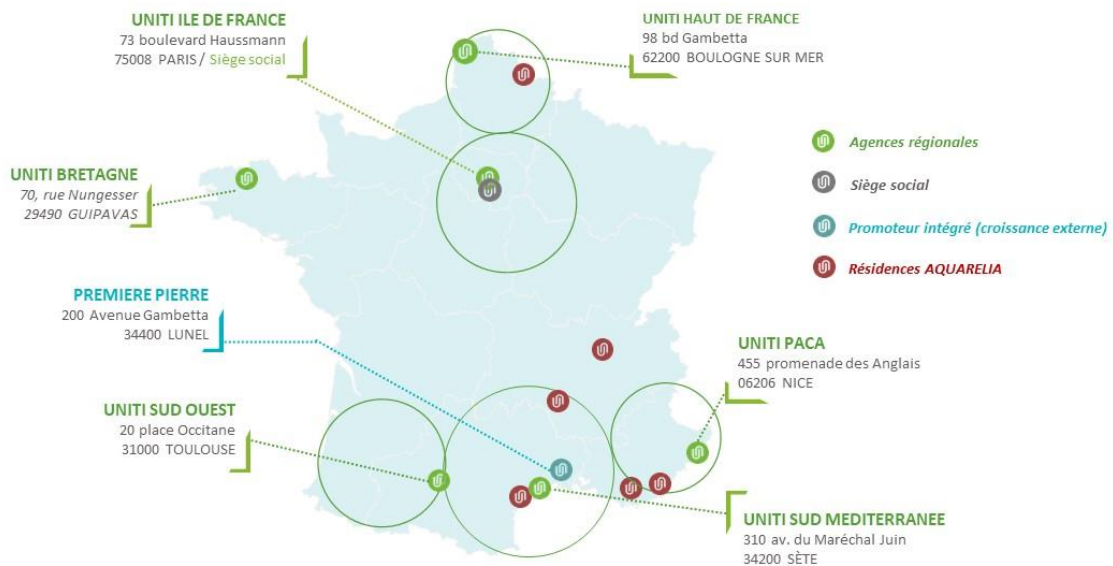 UNITI ILE DE FRANCE
73 boulevard Haussmann
75008 PARIS / Siège social
UNITI HAUT DE FRANCE
98 bd Gambetta
62200 BOULOGNE SUR MER
Agences régionales
Siège social
Promoteur intégré (croissance externe)
Résidences AQUARELIA
UNITI BRETAGNE
70, rue Nungesser
29490 GUIPAVAS
PREMIERE PIERRE
200 Avenue Gambetta
34400 LUNEL
UNITI PACA
455 promenade des Anglais
06206 NICE
UNITI SUD OUEST
20 place Occitane
31000 TOULOUSE
UNITI SUD MEDITERRANEE
310 av. du Maréchal Juin
34200 SÈTE